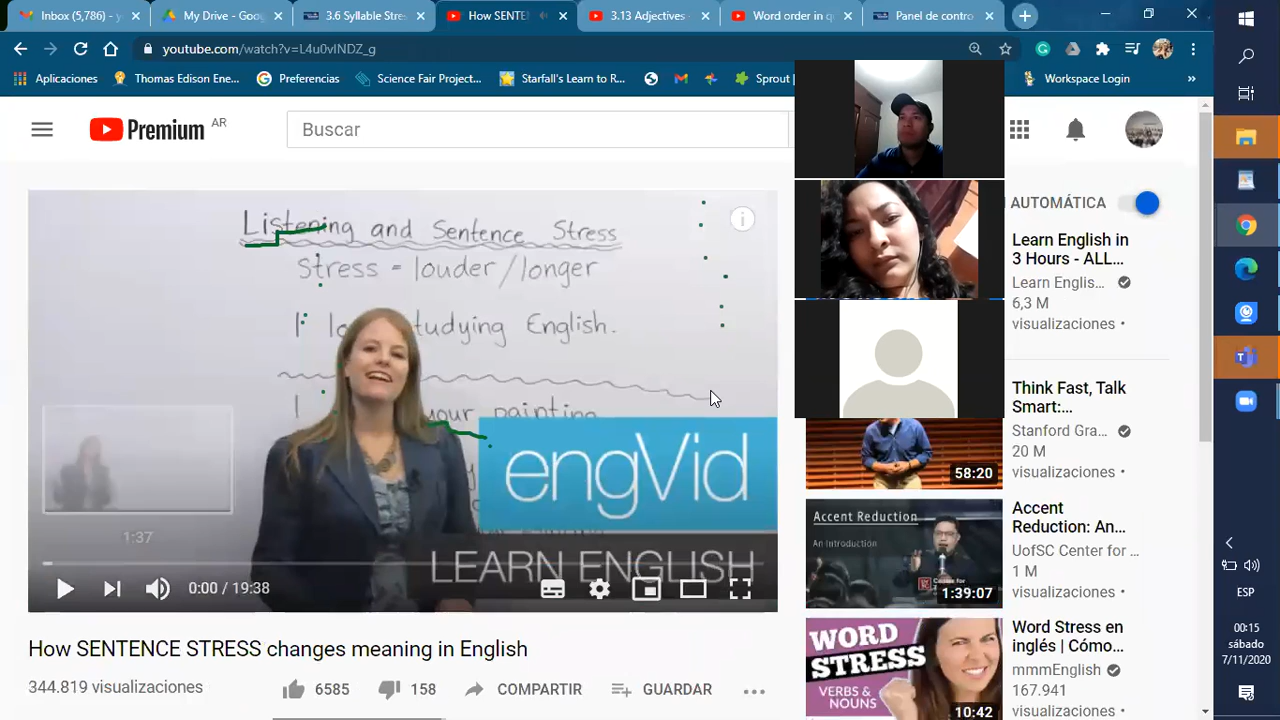 Inbox (5,786) - y
My Drive - Goog
3.6 Syllable Stres
How SENTE
3.13 Adjectives -
Word order in q
Panel de contro
youtube.com/watch?v=L4u0vINDZ_g
Aplicaciones
Thomas Edison Ene...
Preferencias
Science Fair Project...
Starfall's Learn to R...
Sprout
Workspace Login
»
Premium AR
Buscar
AUTOMÁTICA
Listening and Sentence Stress
Stress = louder/longer
I lo studying English.
I your painting
engVid
LEARN ENGLISH
1:37
0:00 / 19:38
How SENTENCE STRESS changes meaning in English
344.819 visualizaciones
6585
158
COMPARTIR
GUARDAR
Learn English in
3 Hours - ALL...
Learn Englis...
6,3 M
visualizaciones •
Think Fast, Talk
Smart:...
Stanford Gra...
20 M
visualizaciones •
58:20
Accent Reduction
An Introduction
1:39:07
Accent
Reduction: An...
UofSC Center for ...
1 M
visualizaciones •
WORD
STRESS
VERBS &
NOUNS
10:42
Word Stress en
inglés | Cómo...
mmmEnglish
167.941
visualizaciones •
ESP
00:15
sábado
7/11/2020